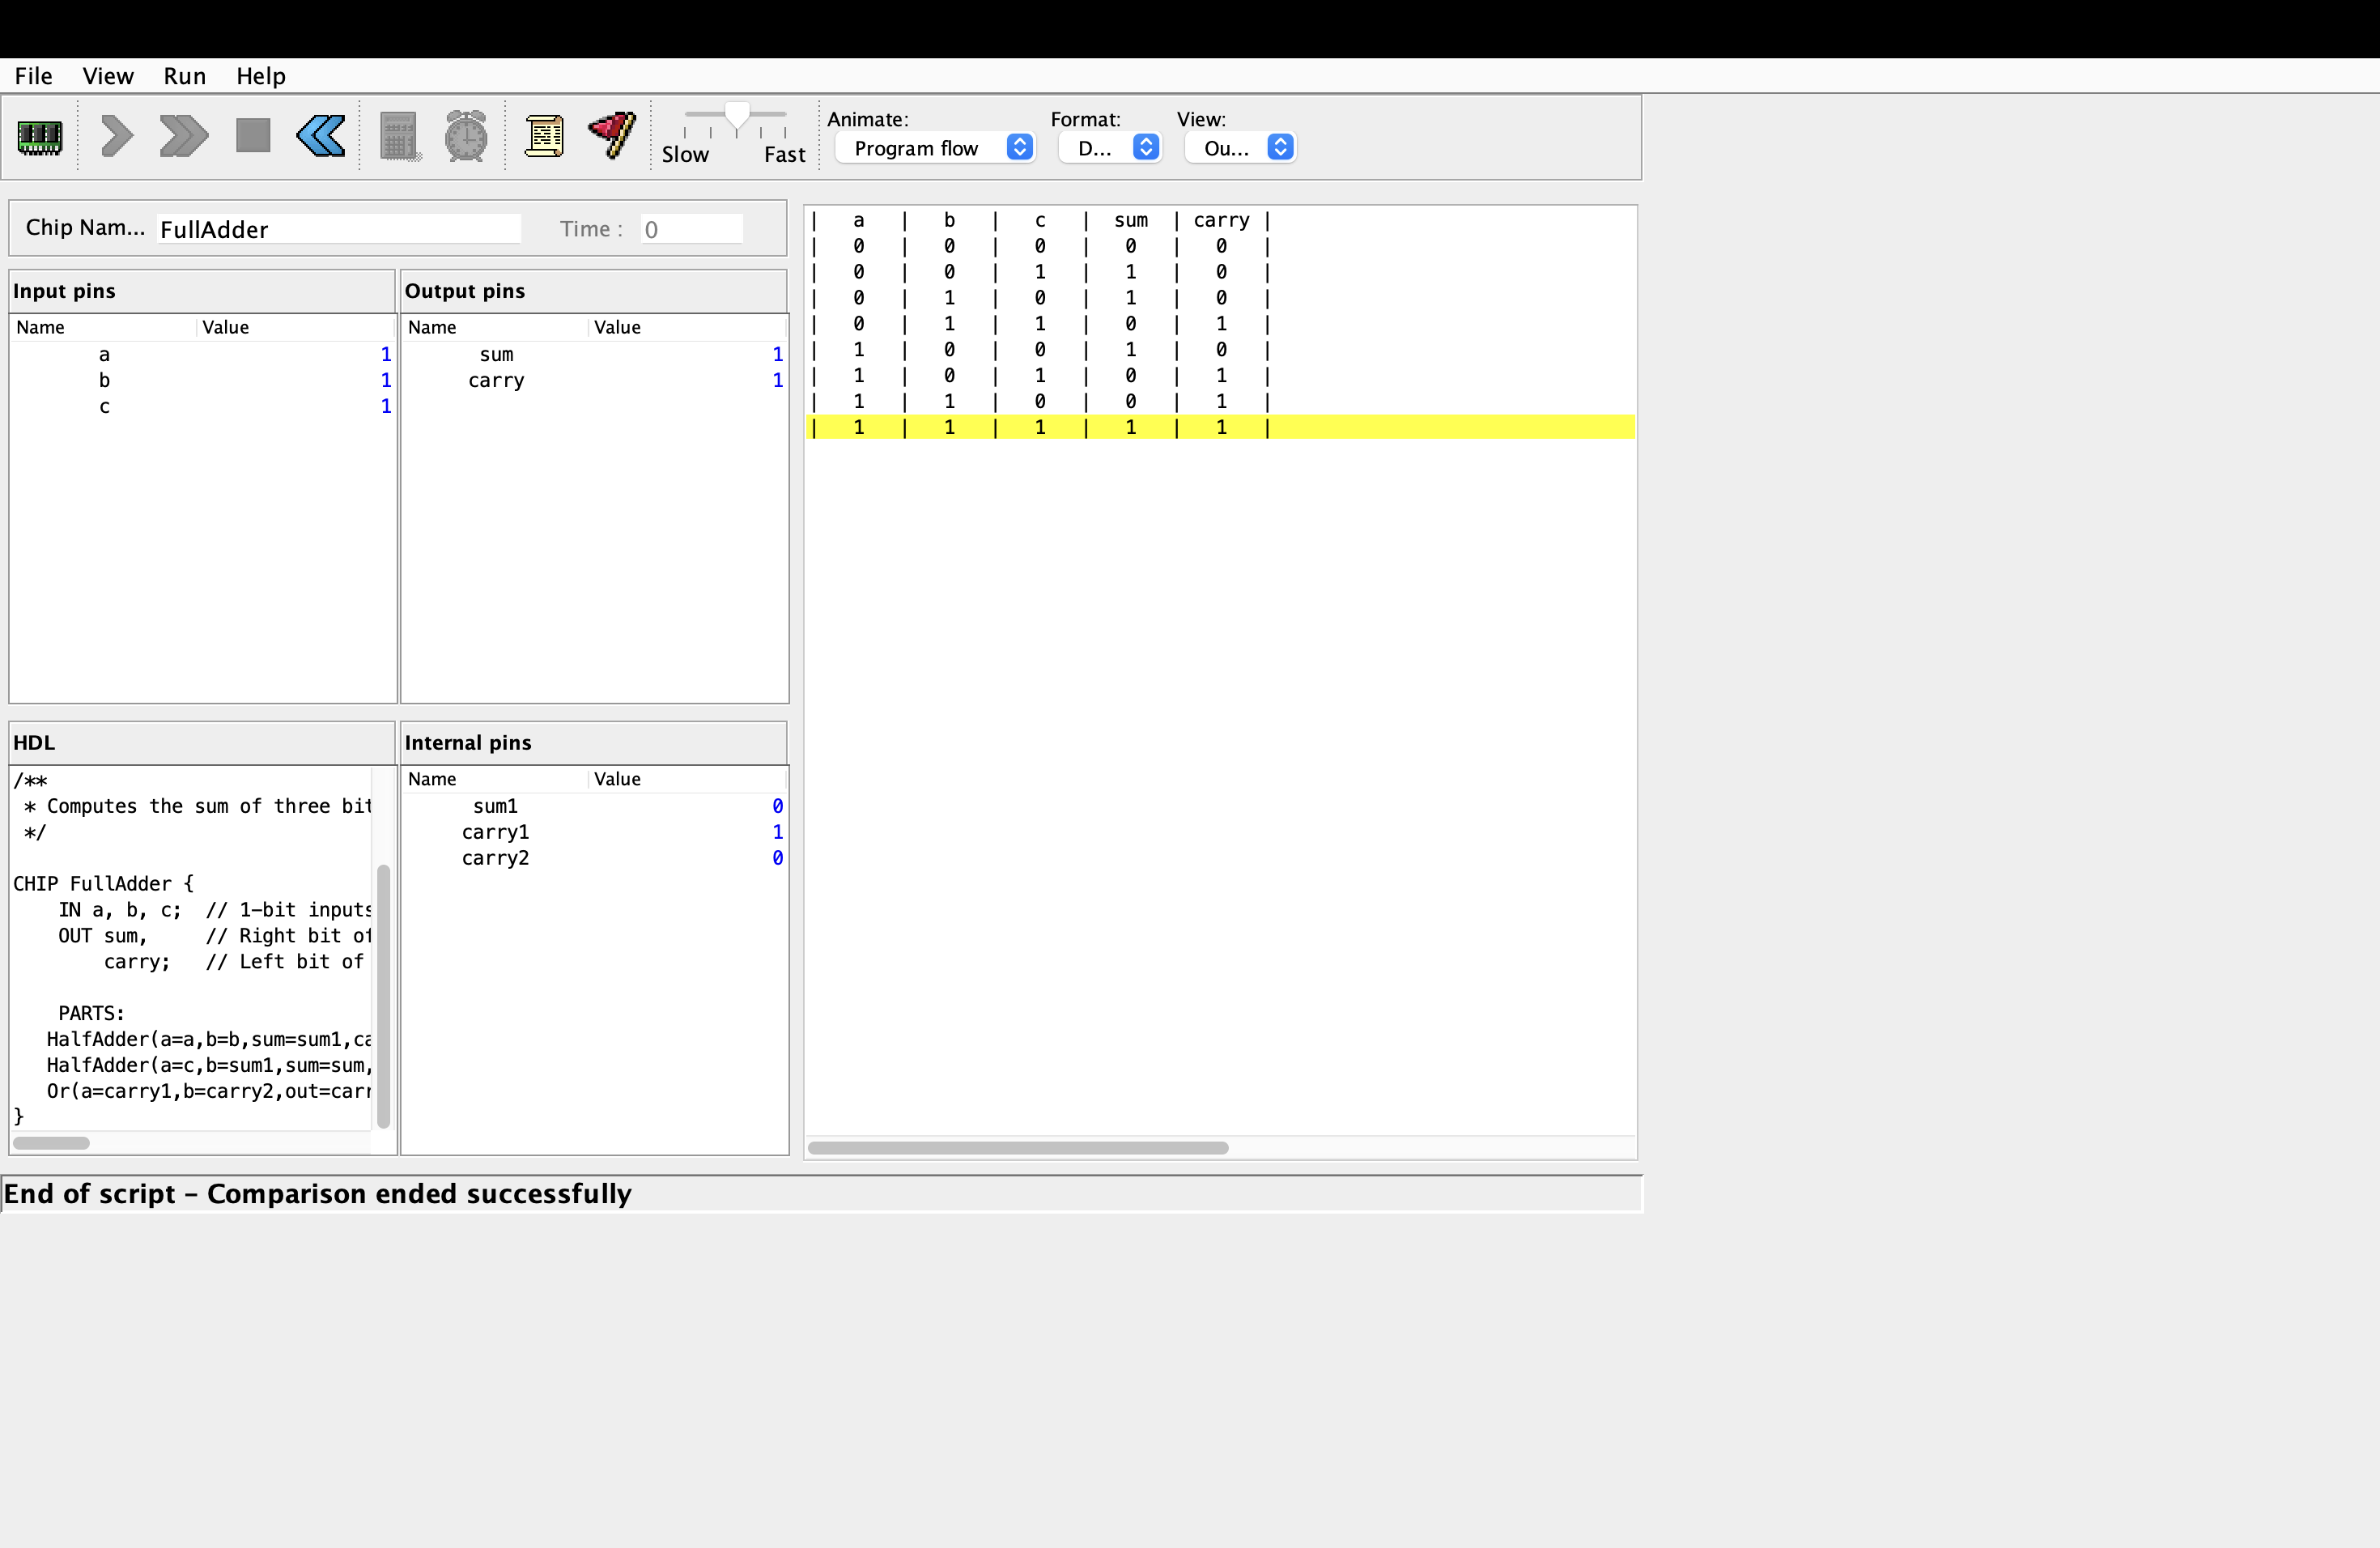 File View Run Help
Animate: Format: View:
Slow Fast Program flow D... Ou...
Chip Nam... FullAdder Time : 0
Input pins
Name Value
a 1
b 1
c 1
Output pins
Name Value
sum 1
carry 1
HDL
/**
 * Computes the sum of three bit
 */
CHIP FullAdder {
    IN a, b, c;  // 1-bit inputs
    OUT sum,     // Right bit of
        carry;   // Left bit of
    PARTS:
   HalfAdder(a=a,b=b,sum=sum1,ca
   HalfAdder(a=c,b=sum1,sum=sum,
   Or(a=carry1,b=carry2,out=carr
}
Internal pins
Name Value
sum1 0
carry1 1
carry2 0
| a | b | c | sum | carry |
| 0 | 0 | 0 | 0 | 0 |
| 0 | 0 | 1 | 1 | 0 |
| 0 | 1 | 0 | 1 | 0 |
| 0 | 1 | 1 | 0 | 1 |
| 1 | 0 | 0 | 1 | 0 |
| 1 | 0 | 1 | 0 | 1 |
| 1 | 1 | 0 | 0 | 1 |
| 1 | 1 | 1 | 1 | 1 |
End of script – Comparison ended successfully